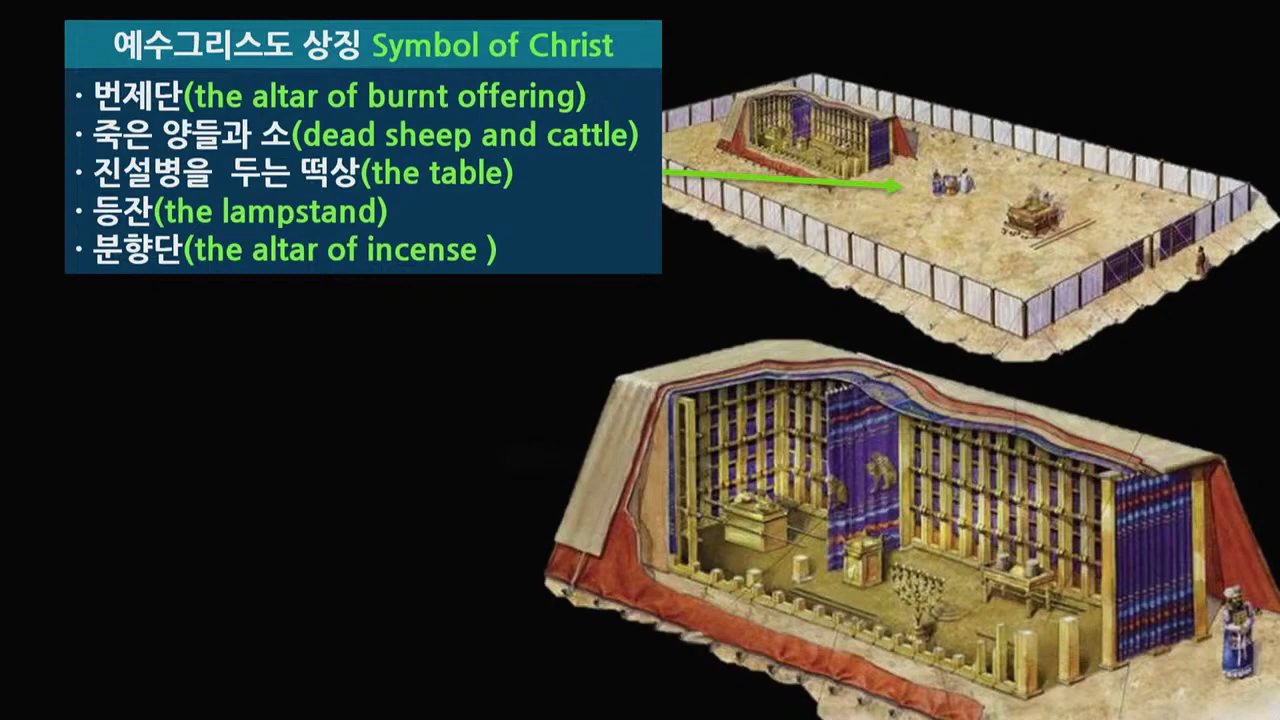 예수그리스도 상징 Symbol of Christ
· 번제단(the altar of burnt offering)
· 죽은 양들과 소(dead sheep and cattle)
· 진설병을 두는 떡상(the table)
· 등잔(the lampstand)
· 분향단(the altar of incense )